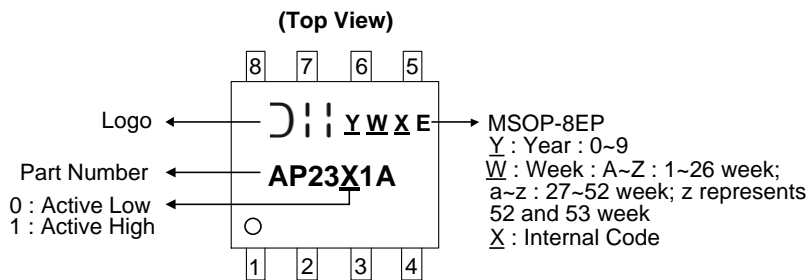 (Top View)
8 7 6 5
Logo
Y W X E
MSOP-8EP
Y : Year : 0~9
W : Week : A~Z : 1~26 week;
a~z : 27~52 week; z represents
52 and 53 week
X : Internal Code
Part Number
AP23X1A
0 : Active Low
1 : Active High
1 2 3 4